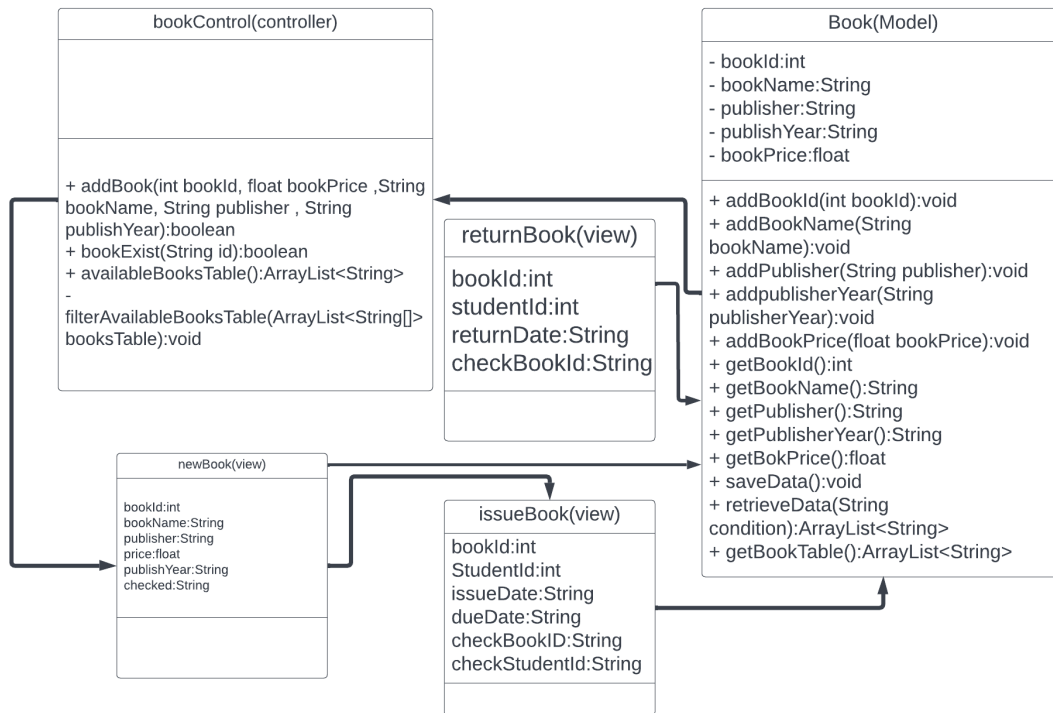 bookControl(controller)
+ addBook(int bookId, float bookPrice ,String
bookName, String publisher , String
publishYear):boolean
+ bookExist(String id):boolean
+ availableBooksTable():ArrayList<String>
-
filterAvailableBooksTable(ArrayList<String[]>
booksTable):void
Book(Model)
- bookId:int
- bookName:String
- publisher:String
- publishYear:String
- bookPrice:float
+ addBookId(int bookId):void
+ addBookName(String
bookName):void
+ addPublisher(String publisher):void
+ addpublisherYear(String
publisherYear):void
+ addBookPrice(float bookPrice):void
+ getBookId():int
+ getBookName():String
+ getPublisher():String
+ getPublisherYear():String
+ getBokPrice():float
+ saveData():void
+ retrieveData(String
condition):ArrayList<String>
+ getBookTable():ArrayList<String>
returnBook(view)
bookId:int
studentId:int
returnDate:String
checkBookId:String
newBook(view)
bookId:int
bookName:String
publisher:String
price:float
publishYear:String
checked:String
issueBook(view)
bookId:int
StudentId:int
issueDate:String
dueDate:String
checkBookID:String
checkStudentId:String